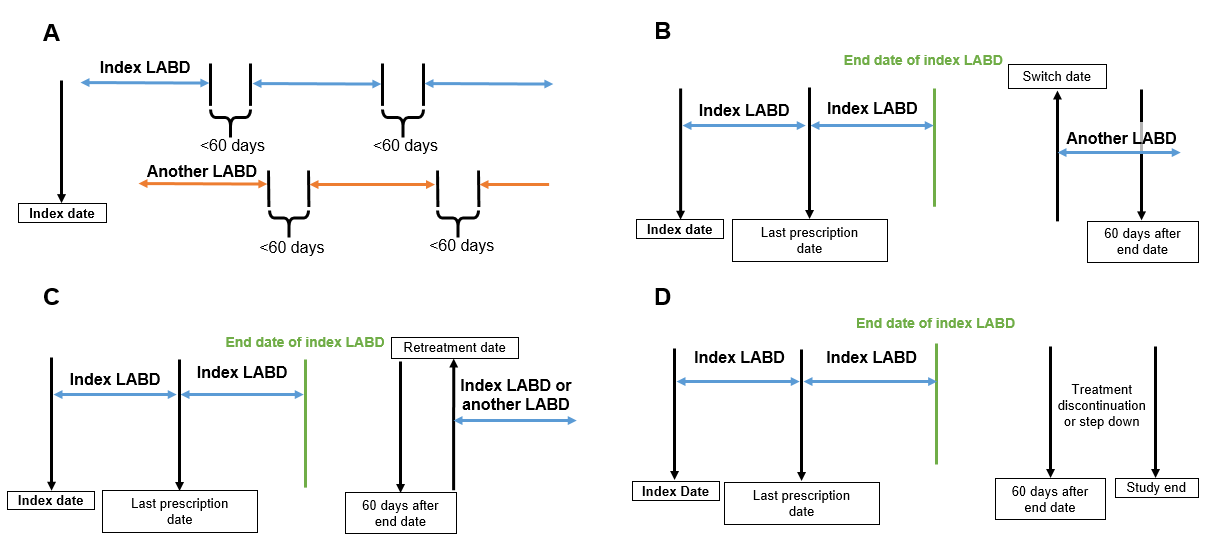 A
Index LABD
<60 days
<60 days
Another LABD
<60 days
<60 days
Index date
B
End date of index LABD
Switch date
Index LABD
Index LABD
Another LABD
Index date
Last prescription
date
60 days after
end date
C
End date of index LABD
Retreatment date
Index LABD
Index LABD
Index LABD or
another LABD
Index date
Last prescription
date
60 days after
end date
D
End date of index LABD
Index LABD
Index LABD
Treatment
discontinuation
or step down
Index Date
Last prescription
date
60 days after
end date
Study end